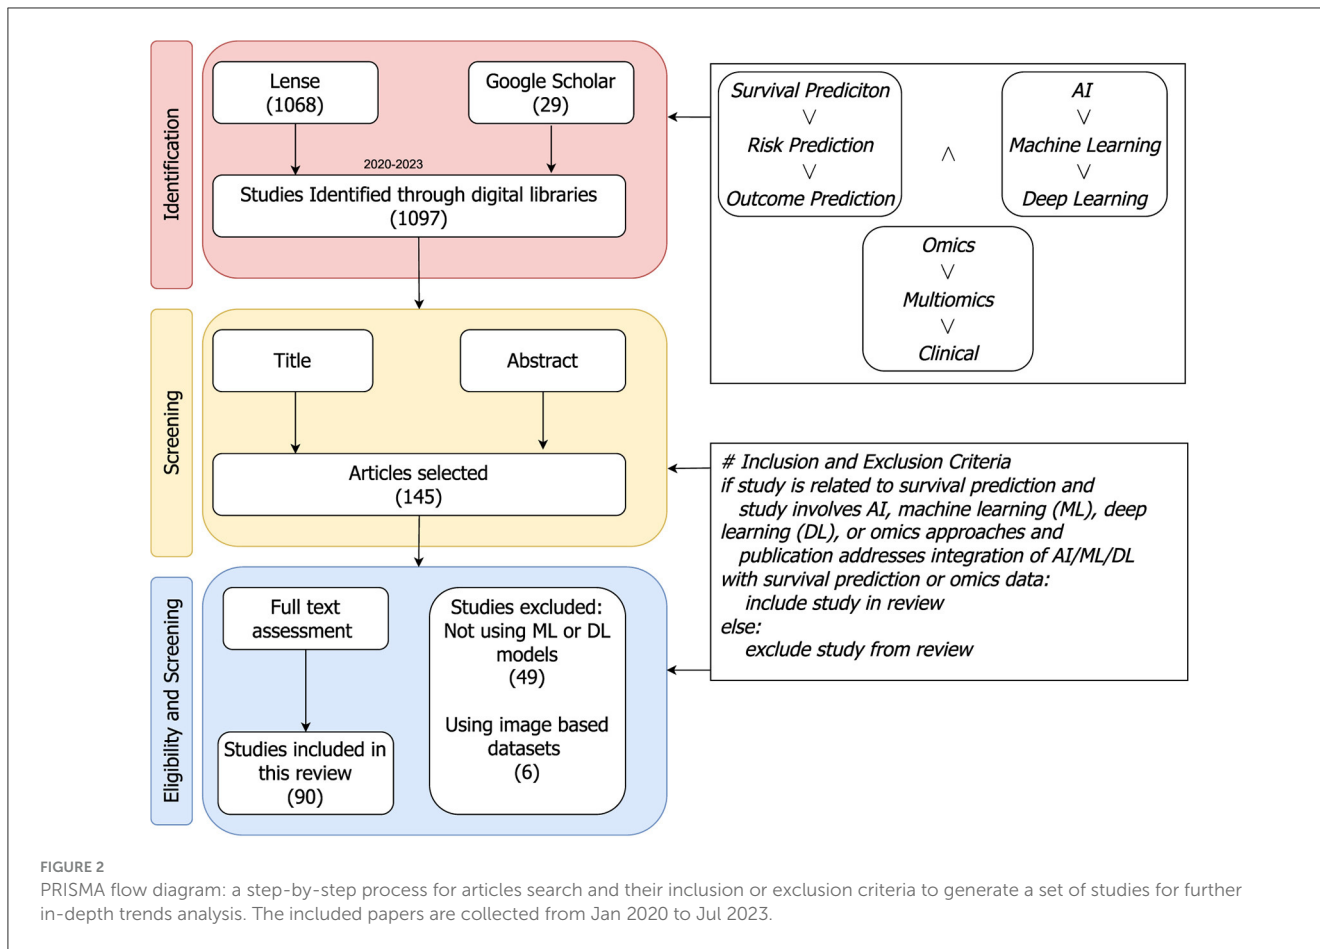 Identification
Lense
(1068)
Google Scholar
(29)
2020-2023
Studies Identified through digital libraries
(1097)
Survival Prediciton
∨
Risk Prediction
∨
Outcome Prediction
∧
AI
∨
Machine Learning
∨
Deep Learning
Omics
∨
Multiomics
∨
Clinical
Screening
Title
Abstract
Articles selected
(145)
# Inclusion and Exclusion Criteria
if study is related to survival prediction and
study involves AI, machine learning (ML), deep
learning (DL), or omics approaches and
publication addresses integration of AI/ML/DL
with survival prediction or omics data:
include study in review
else:
exclude study from review
Eligibility and Screening
Full text
assessment
Studies included in
this review
(90)
Studies excluded:
Not using ML or DL
models
(49)
Using image based
datasets
(6)
FIGURE 2
PRISMA flow diagram: a step-by-step process for articles search and their inclusion or exclusion criteria to generate a set of studies for further
in-depth trends analysis. The included papers are collected from Jan 2020 to Jul 2023.